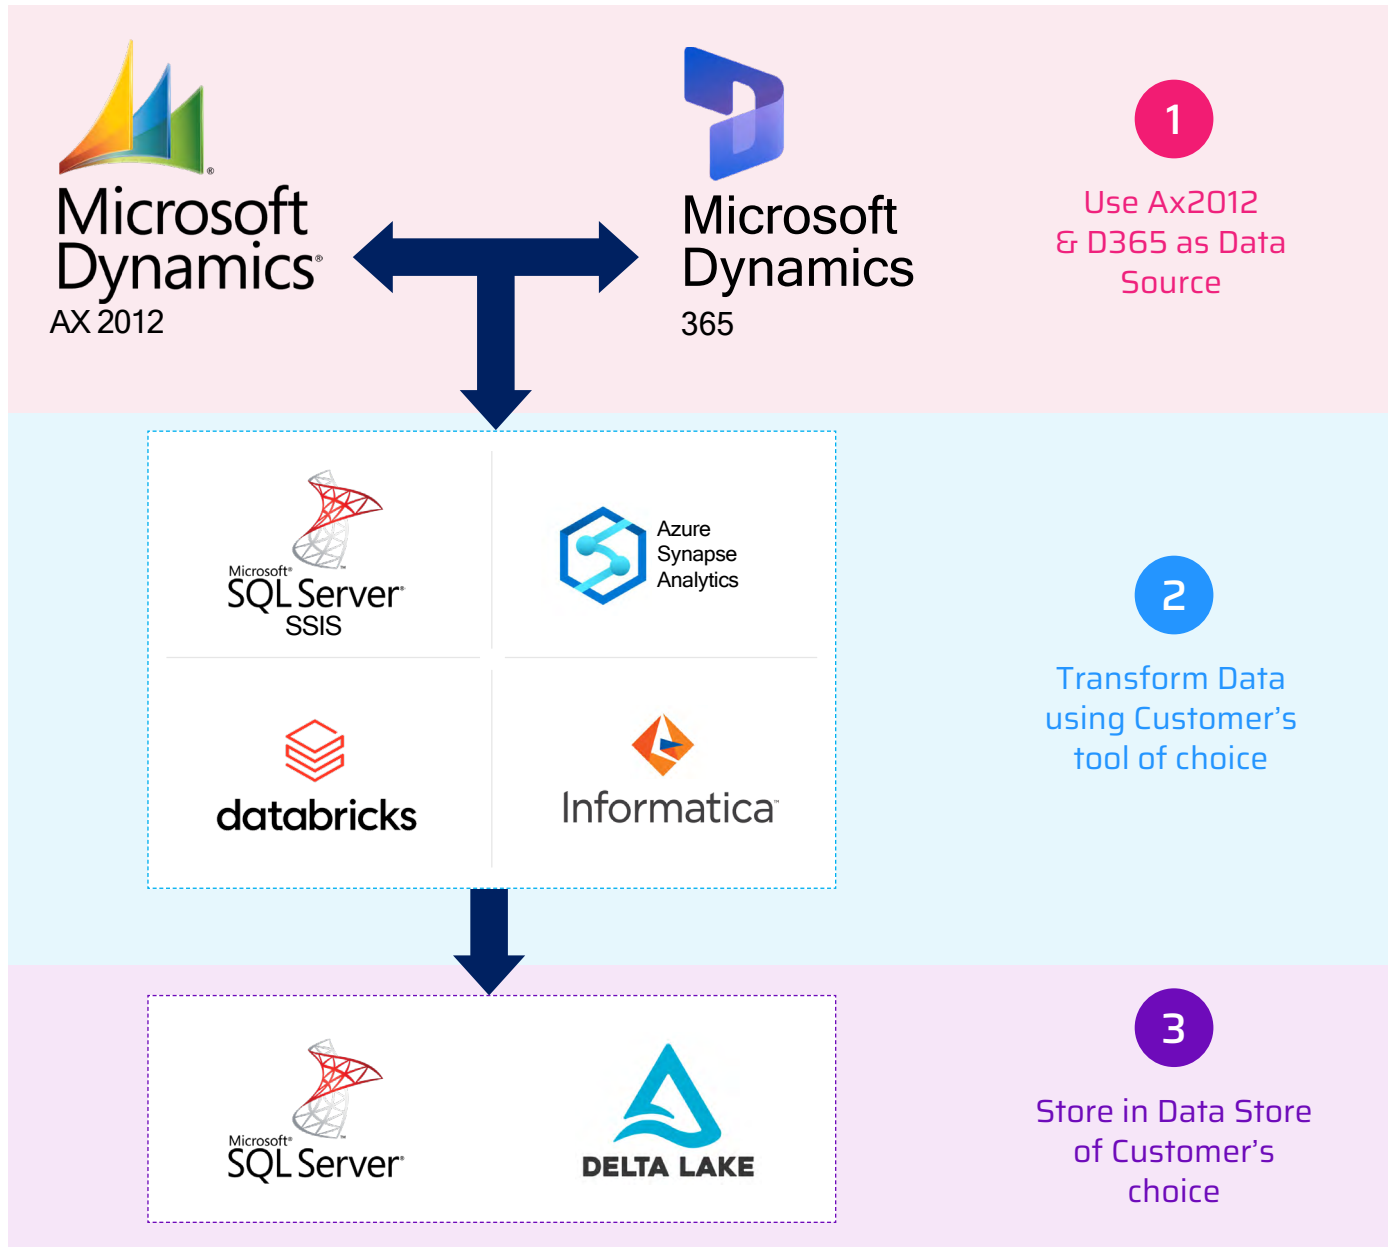 Microsoft
Dynamics®
AX 2012
Microsoft
Dynamics
365
1
Use Ax2012
& D365 as Data
Source
Microsoft®
SQL Server®
SSIS
Azure
Synapse
Analytics
databricks
Informatica™
2
Transform Data
using Customer’s
tool of choice
Microsoft®
SQL Server®
DELTA LAKE
3
Store in Data Store
of Customer’s
choice